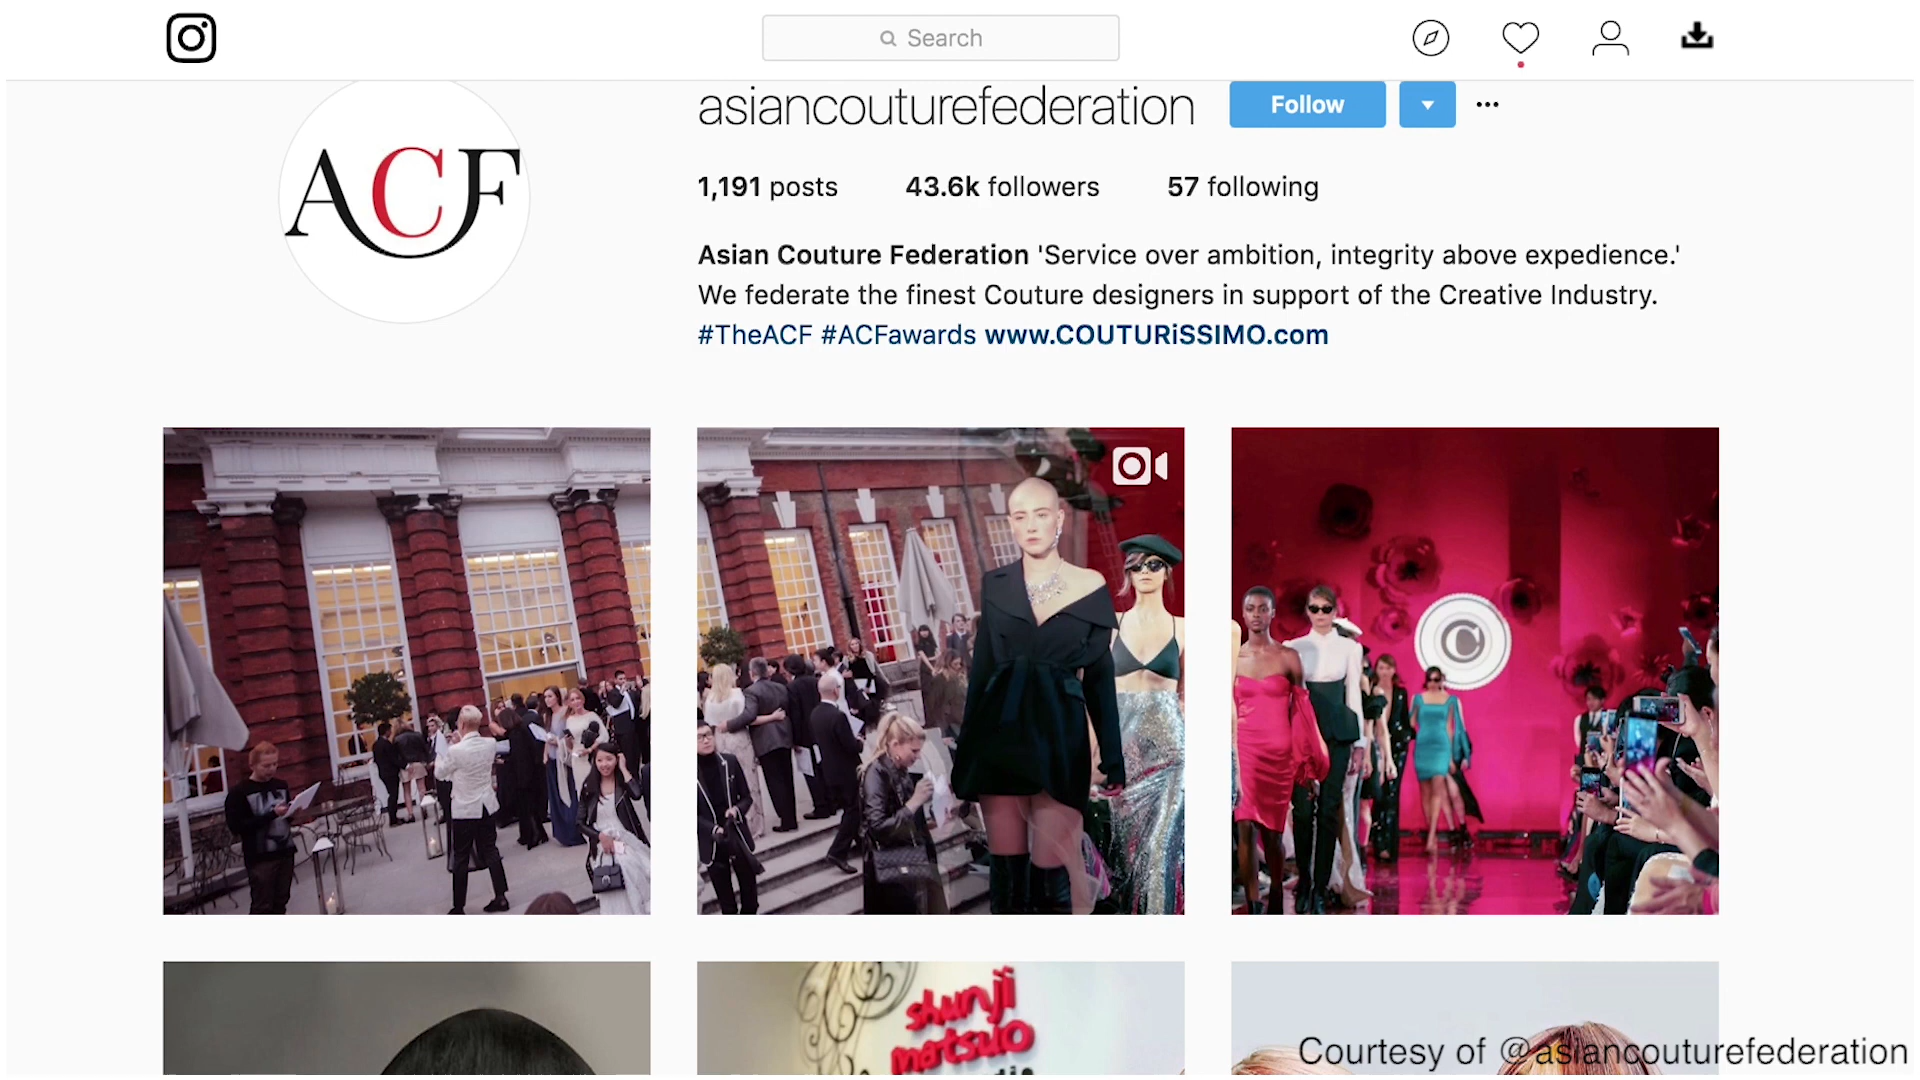 Search
asiancouturefederation Follow
ACF
1,191 posts 43.6k followers 57 following
Asian Couture Federation 'Service over ambition, integrity above expedience.'
We federate the finest Couture designers in support of the Creative Industry.
#TheACF #ACFawards www.COUTURiSSIMO.com
C
shunji
matsuo
Courtesy of @asiancouturefederation